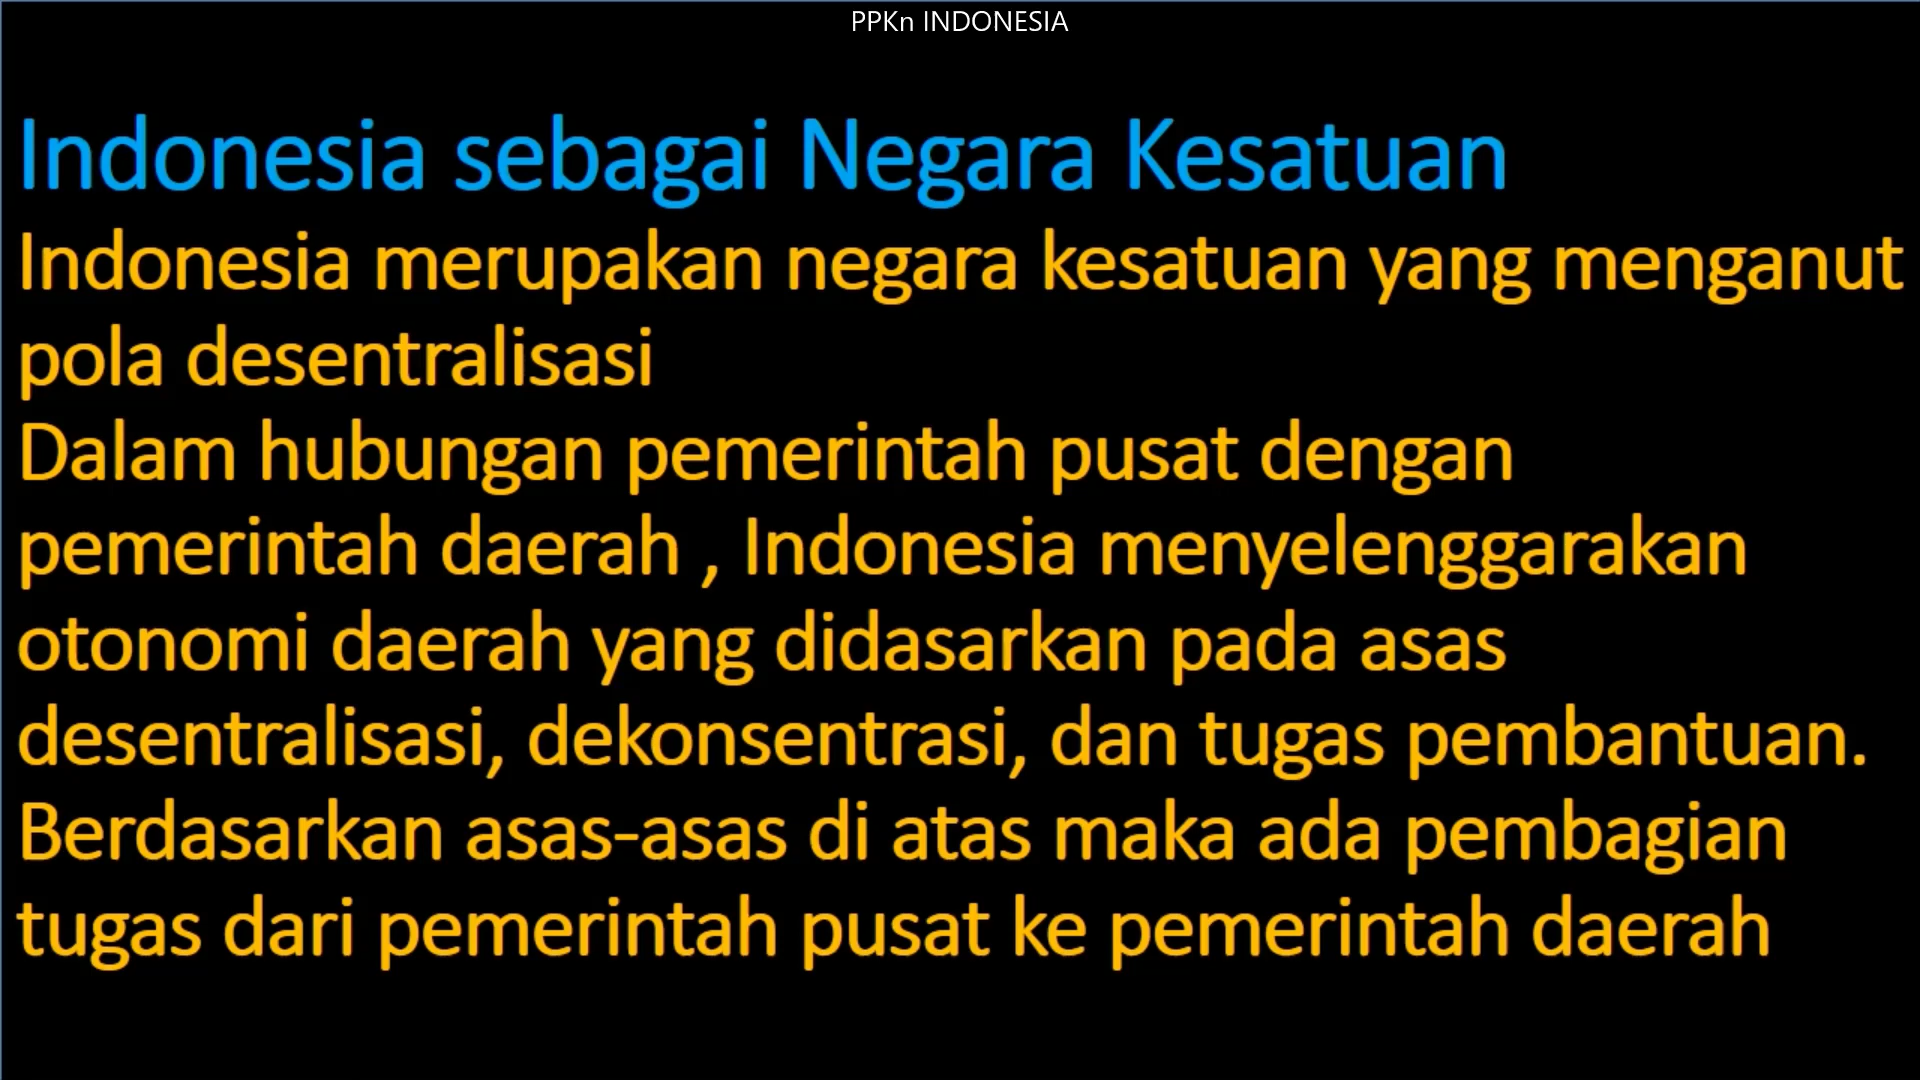 PPKn INDONESIA
Indonesia sebagai Negara Kesatuan
Indonesia merupakan negara kesatuan yang menganut
pola desentralisasi
Dalam hubungan pemerintah pusat dengan
pemerintah daerah , Indonesia menyelenggarakan
otonomi daerah yang didasarkan pada asas
desentralisasi, dekonsentrasi, dan tugas pembantuan.
Berdasarkan asas-asas di atas maka ada pembagian
tugas dari pemerintah pusat ke pemerintah daerah